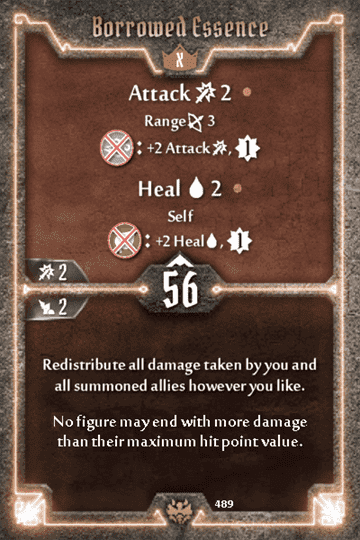 Borrowed Essence
X
Attack 2
Range 3
: +2 Attack, 1
Heal 2
Self
: +2 Heal, 1
2
56
2
Redistribute all damage taken by you and
all summoned allies however you like.
No figure may end with more damage
than their maximum hit point value.
489